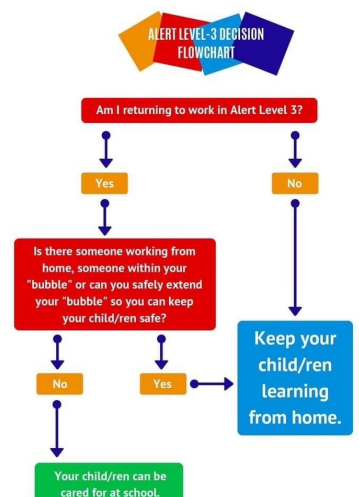 ALERT LEVEL-3 DECISION
FLOWCHART
Am I returning to work in Alert Level 3?
Yes
No
Is there someone working from
home, someone within your
"bubble" or can you safely extend
your "bubble" so you can keep
your child/ren safe?
Keep your
child/ren
learning
from home.
No
Yes
Your child/ren can be
cared for at school.